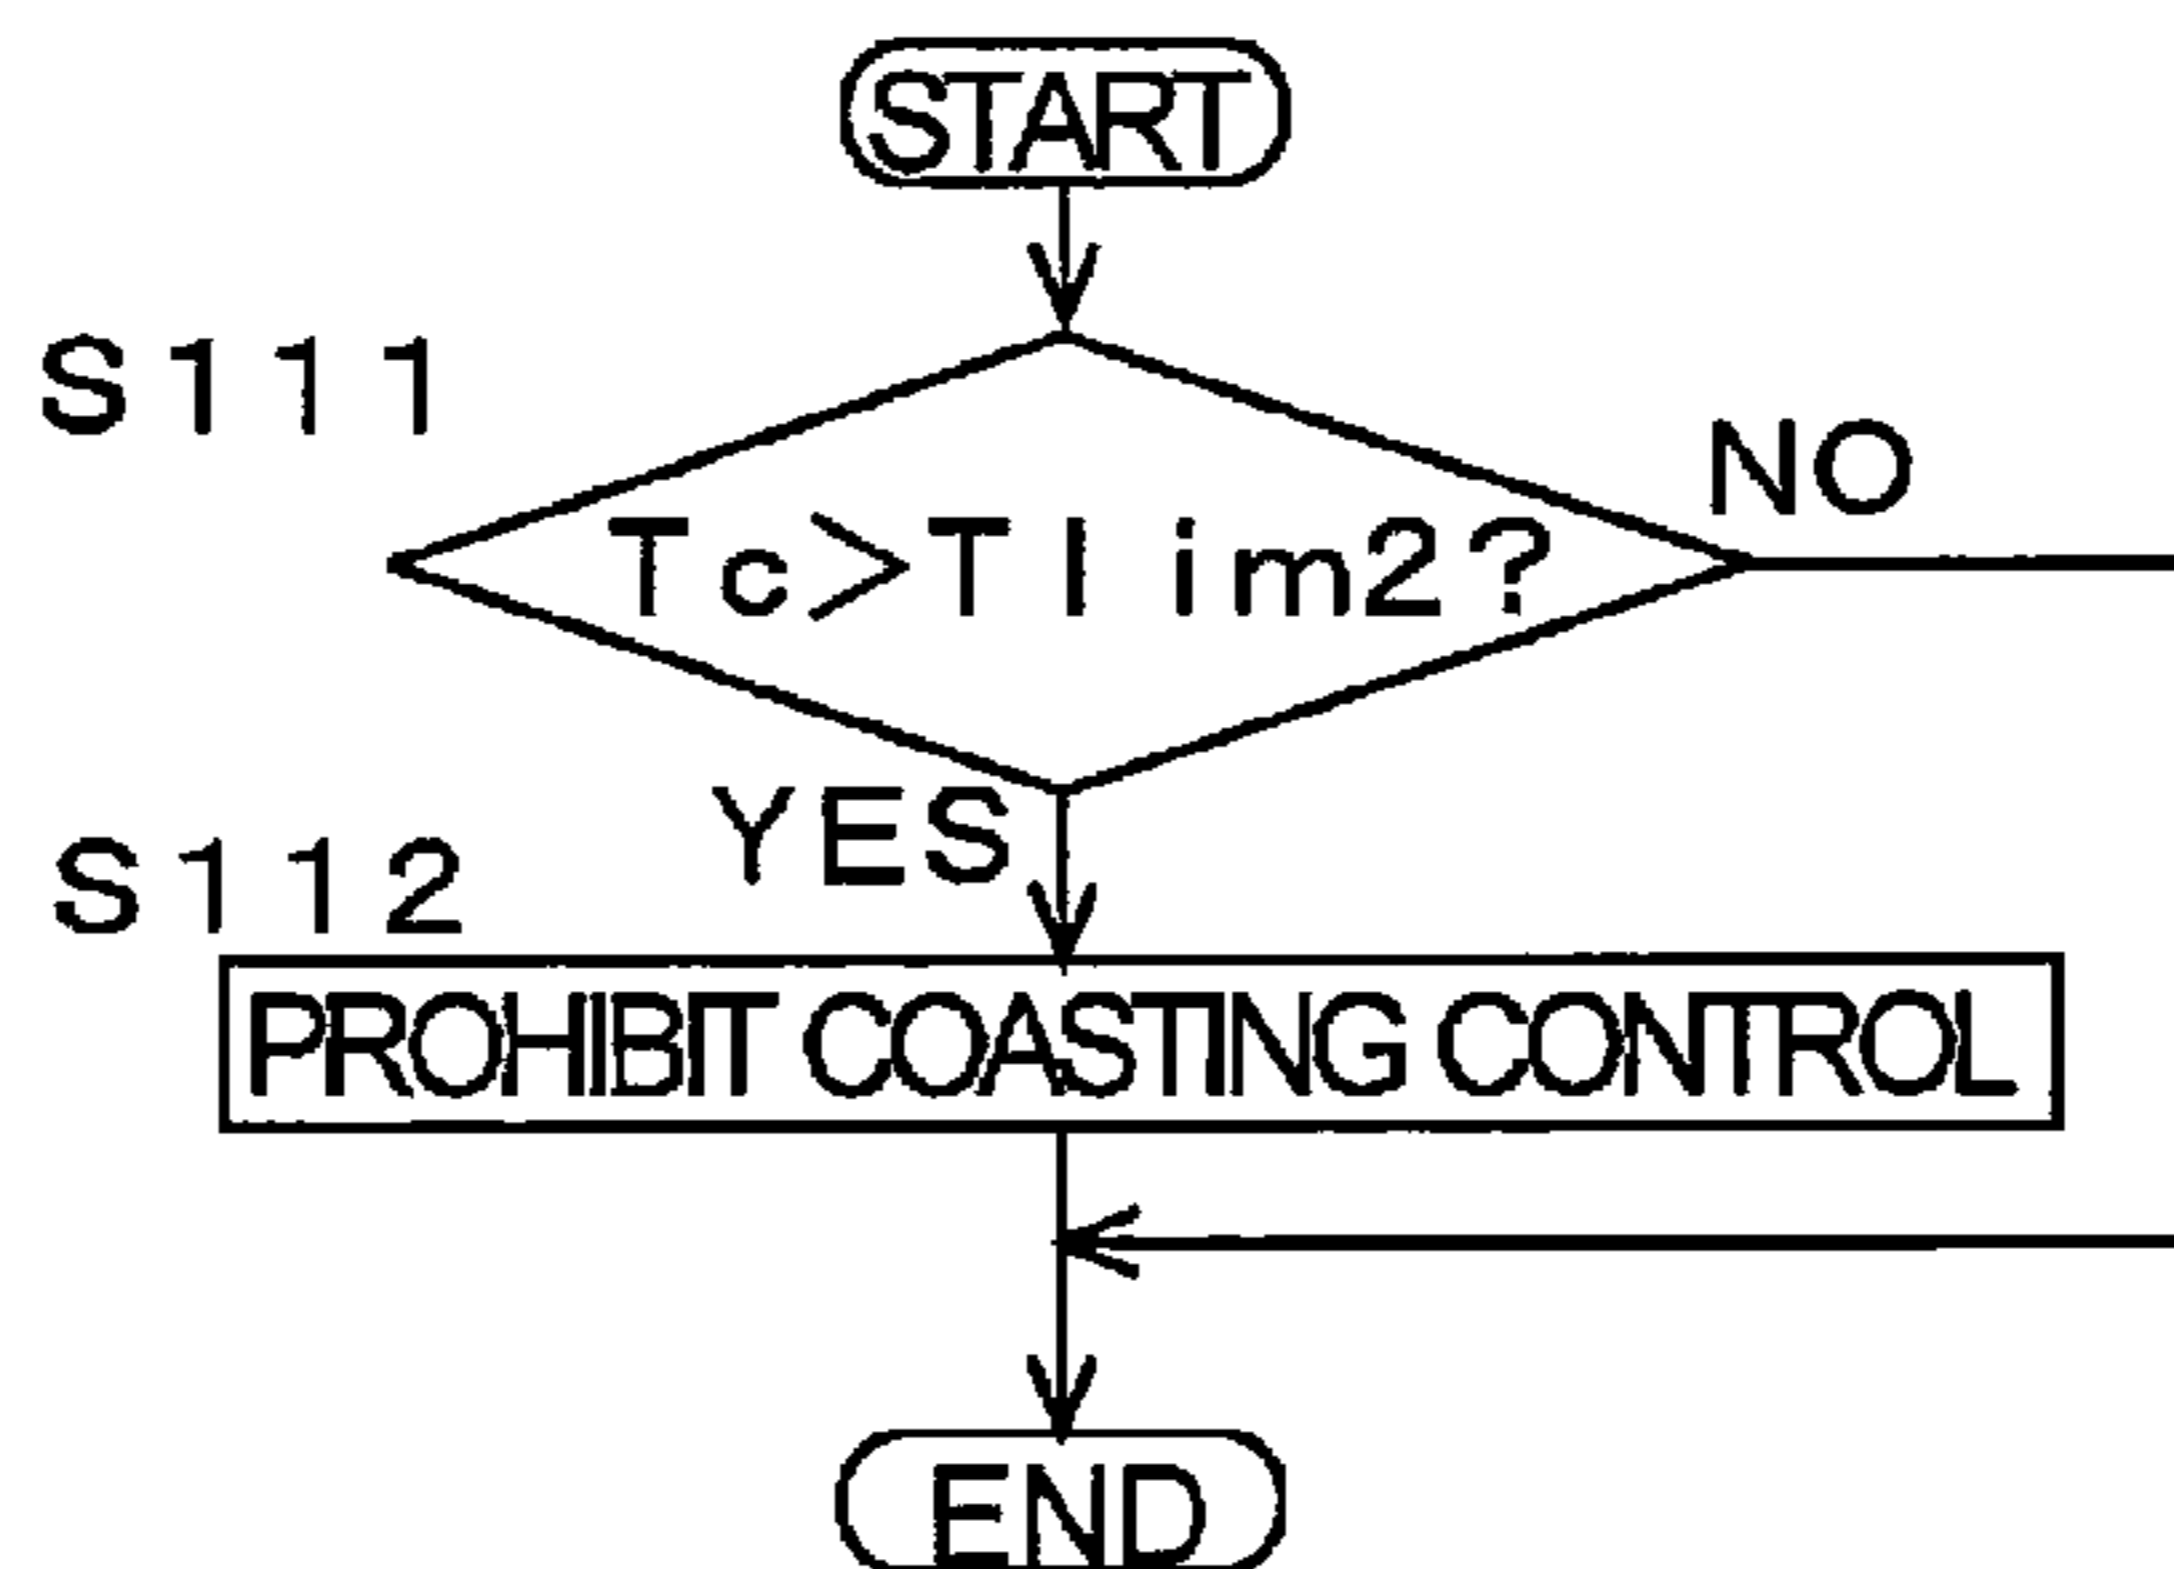 START
S111
NO
Tc>Tlim2?
YES
S112
PROHIBIT COASTING CONTROL
END